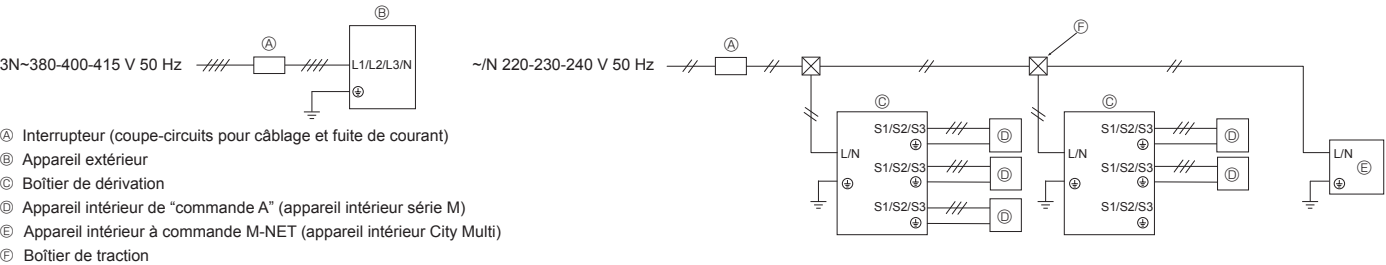 Ⓑ
Ⓕ
Ⓐ
Ⓐ
3N~380-400-415 V 50 Hz
L1/L2/L3/N
~/N 220-230-240 V 50 Hz
Ⓒ
Ⓒ
S1/S2/S3
Ⓓ
S1/S2/S3
Ⓓ
L/N
S1/S2/S3
Ⓓ
L/N
S1/S2/S3
Ⓓ
L/N
Ⓔ
S1/S2/S3
Ⓓ
S1/S2/S3
Ⓐ Interrupteur (coupe-circuits pour câblage et fuite de courant)
Ⓑ Appareil extérieur
Ⓒ Boîtier de dérivation
Ⓓ Appareil intérieur de “commande A” (appareil intérieur série M)
Ⓔ Appareil intérieur à commande M-NET (appareil intérieur City Multi)
Ⓕ Boîtier de traction